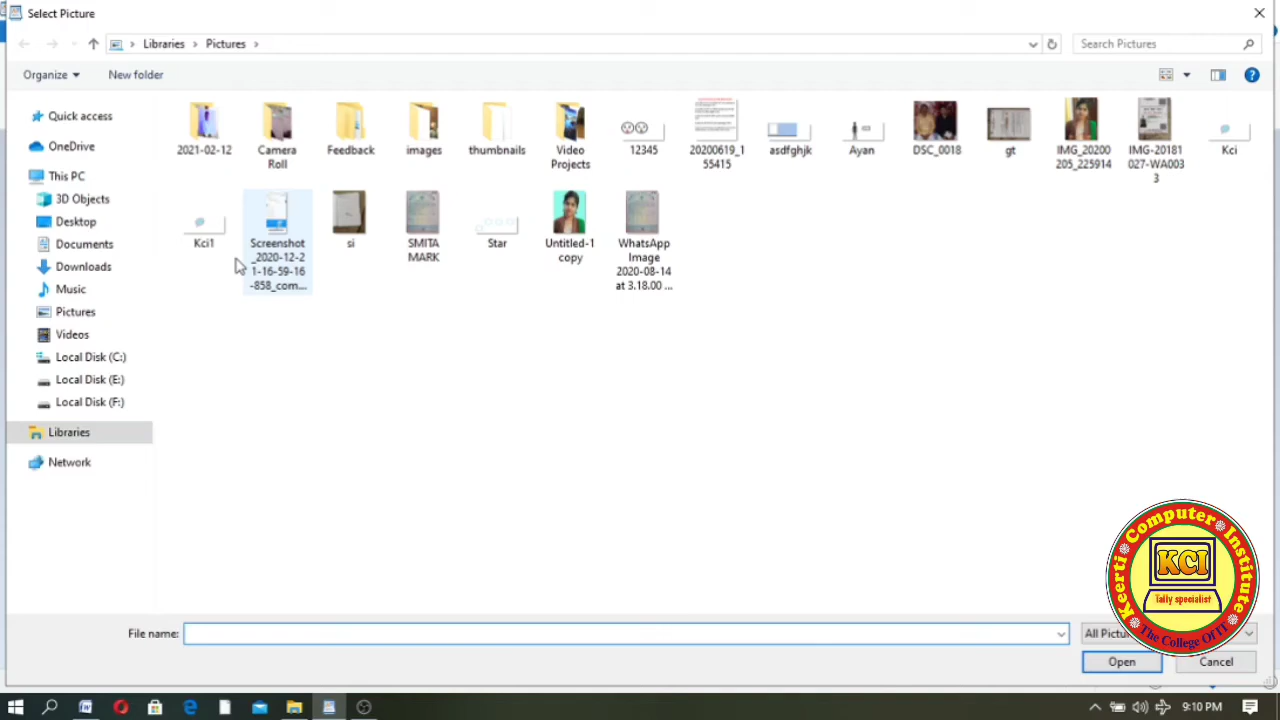 Select Picture
Libraries
Pictures
Search Pictures
Organize
New folder
Quick access
OneDrive
This PC
3D Objects
Desktop
Documents
Downloads
Music
Pictures
Videos
Local Disk (C:)
Local Disk (E:)
Local Disk (F:)
Libraries
Network
2021-02-12
Camera
Roll
Feedback
images
thumbnails
Video
Projects
12345
20200619_1
55415
asdfghjk
Ayan
DSC_0018
gt
IMG_20200
205_225914
IMG-20181
027-WA003
3
Kci
Kci1
Screenshot
_2020-12-2
1-16-59-16
-858_com...
si
SMITA
MARK
Star
Untitled-1
copy
WhatsApp
Image
2020-08-14
at 3.18.00 ...
File name:
All Pictu
Open
Cancel
Keerti Computer Institute
KCI
Tally specialist
The College Of IT
9:10 PM